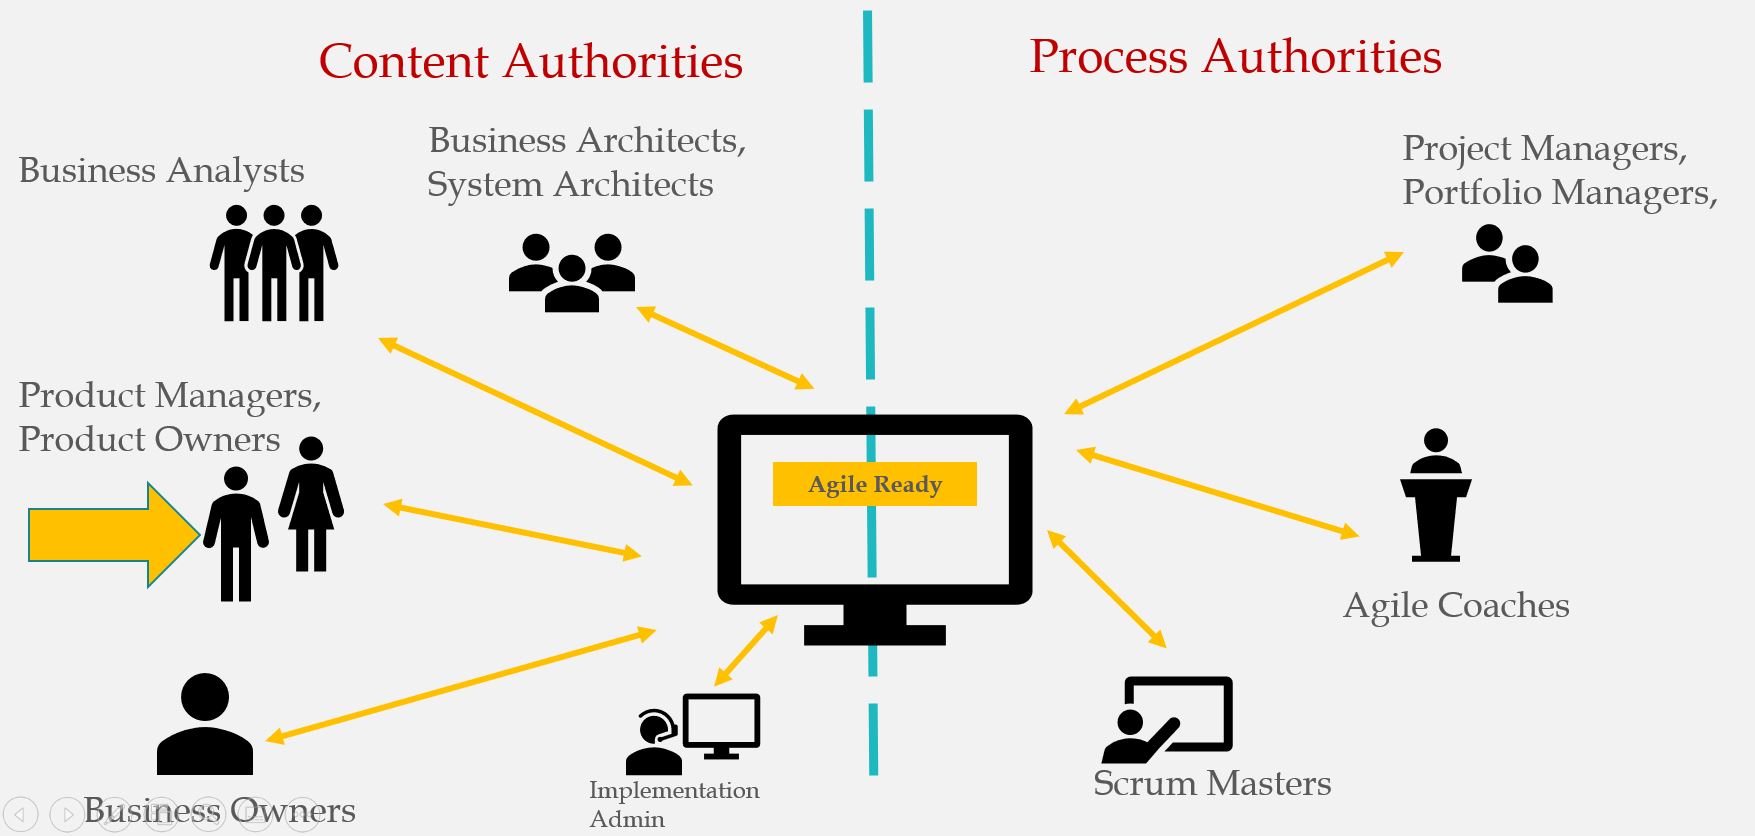 Content Authorities
Process Authorities
Business Analysts
Business Architects,
System Architects
Project Managers,
Portfolio Managers,
Product Managers,
Product Owners
Agile Ready
Agile Coaches
Business Owners
Implementation
Admin
Scrum Masters